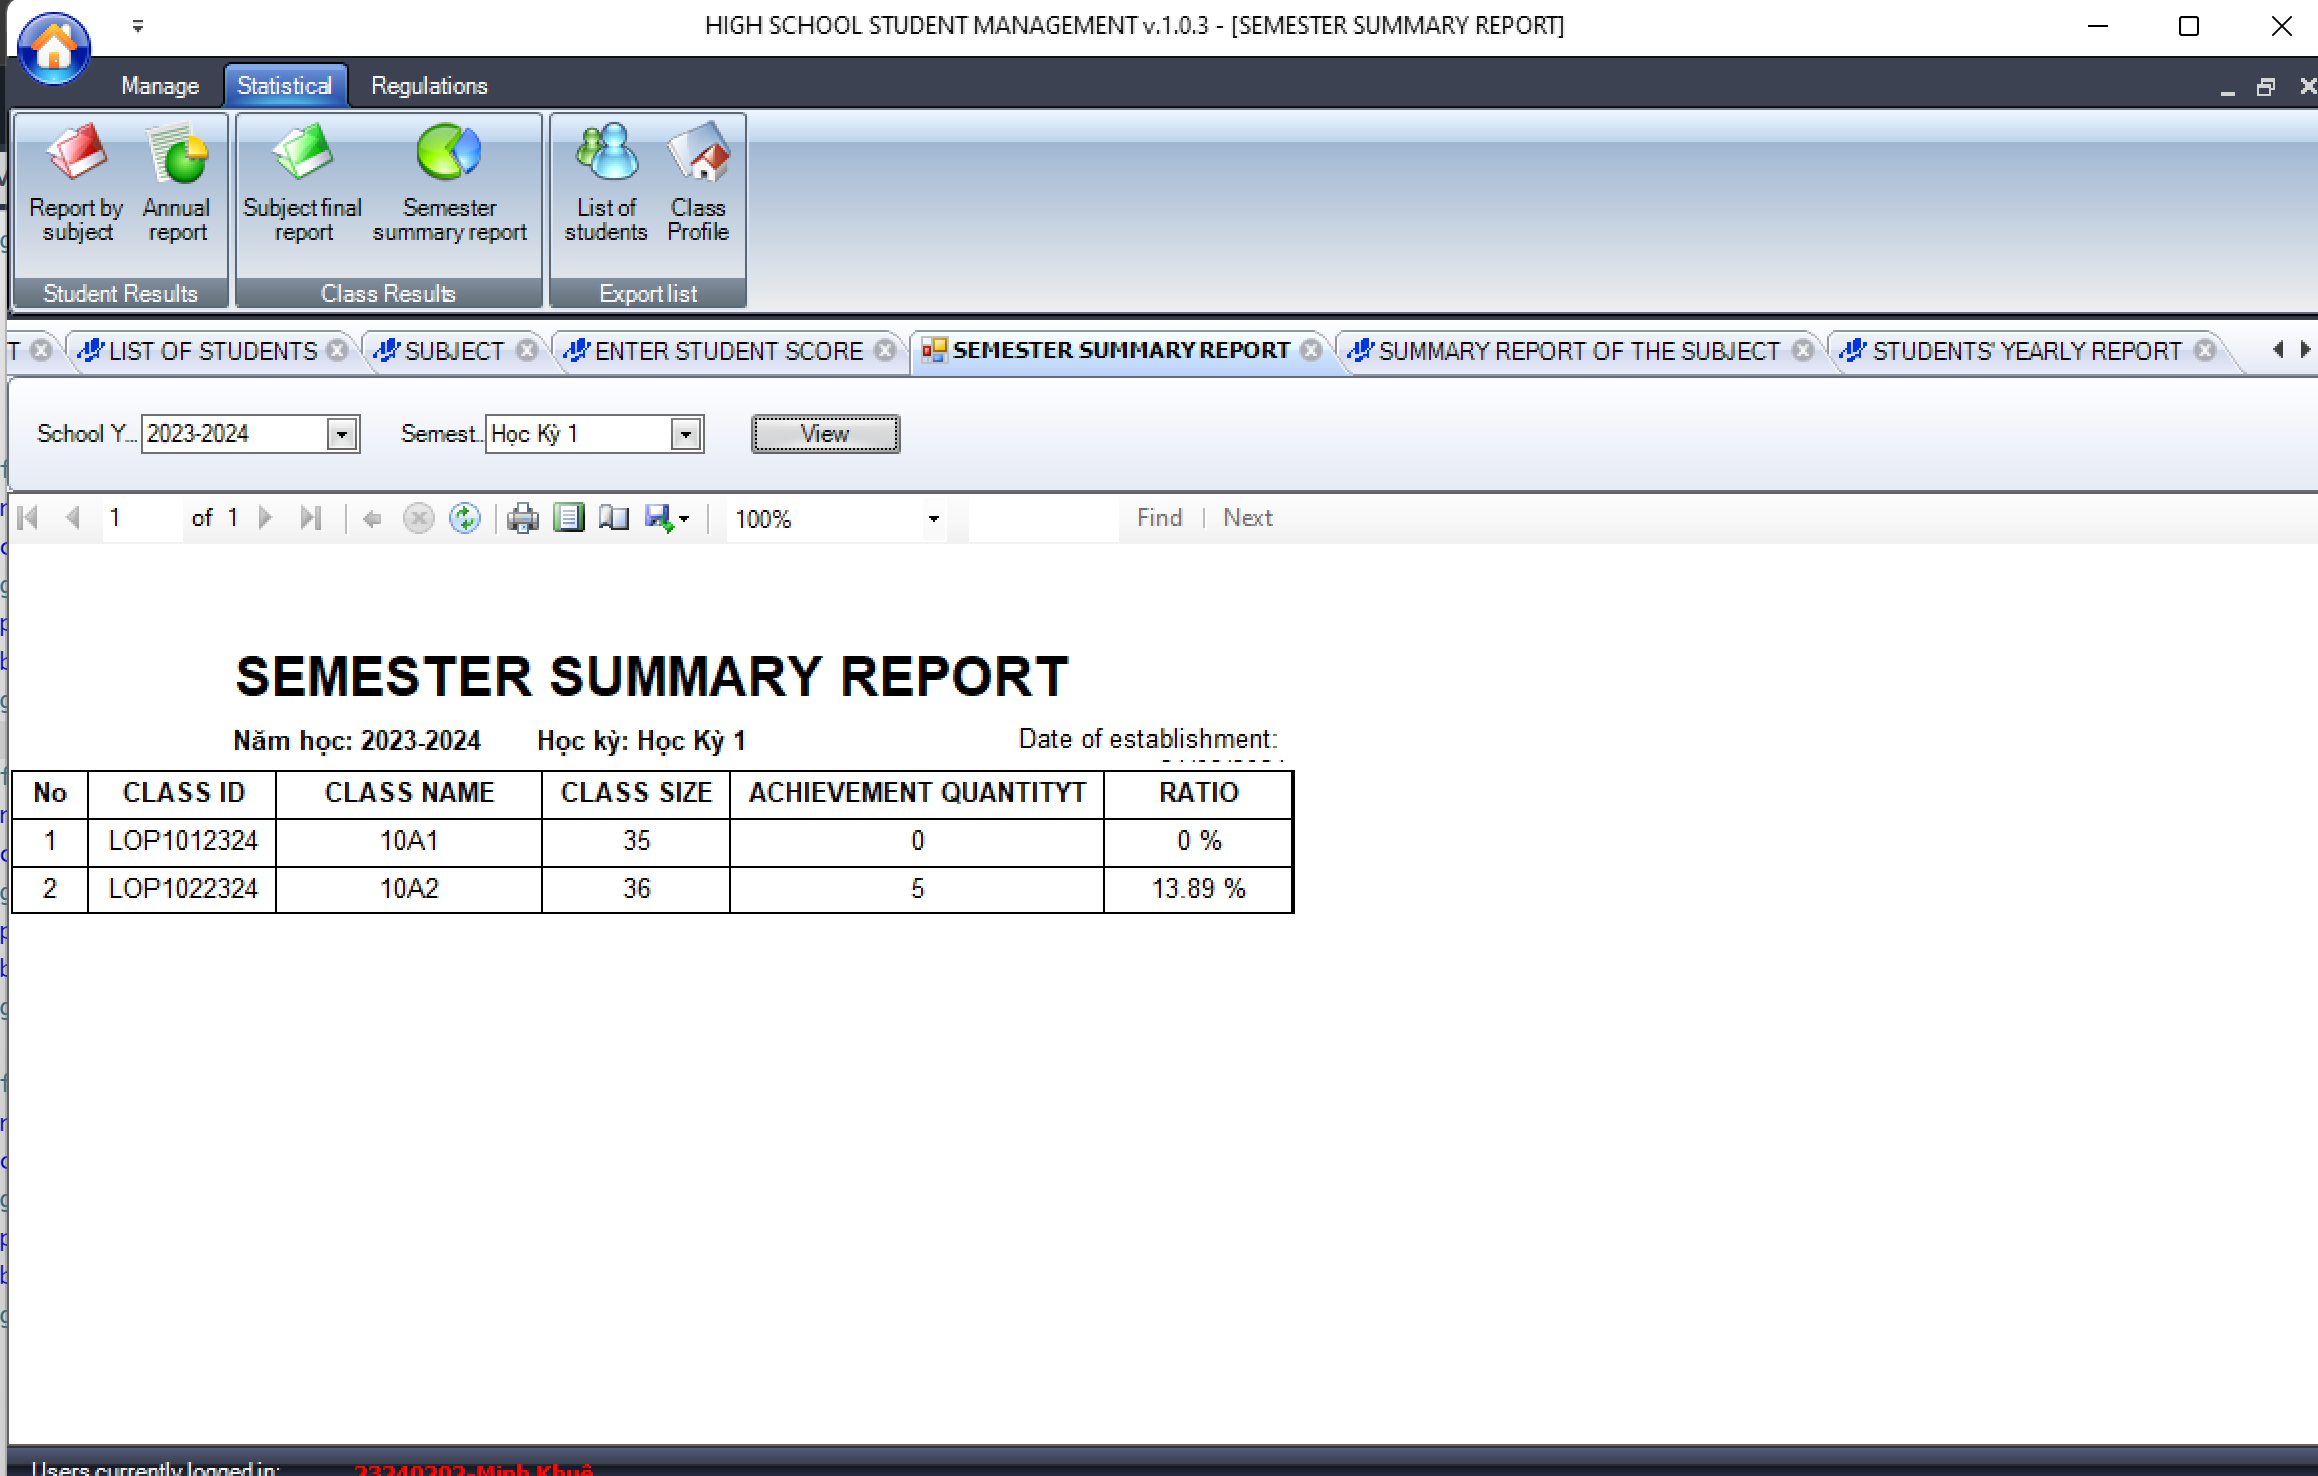 HIGH SCHOOL STUDENT MANAGEMENT v.1.0.3 - [SEMESTER SUMMARY REPORT]
Manage Statistical Regulations
Report by subject Annual report Subject final report Semester summary report List of students Class Profile
Student Results Class Results Export list
T LIST OF STUDENTS SUBJECT ENTER STUDENT SCORE SEMESTER SUMMARY REPORT SUMMARY REPORT OF THE SUBJECT STUDENTS' YEARLY REPORT
School Y... 2023-2024 Semest... Học Kỳ 1 View
1 of 1 100% Find | Next
SEMESTER SUMMARY REPORT
Năm học: 2023-2024 Học kỳ: Học Kỳ 1 Date of establishment:
No CLASS ID CLASS NAME CLASS SIZE ACHIEVEMENT QUANTITYT RATIO
1 LOP1012324 10A1 35 0 0 %
2 LOP1022324 10A2 36 5 13.89 %
Users currently logged in: 23240202-Minh Khuê